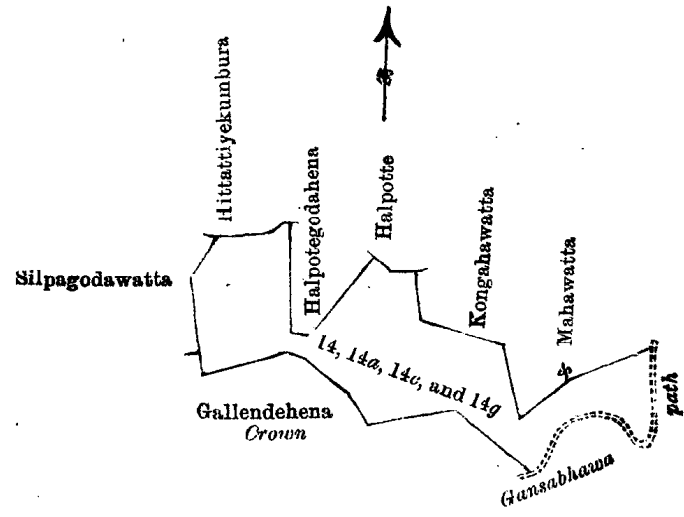 Hittattiyekumbura
Halpotegodahena
Halpotte
Kongahawatta
Mahawatta
Silpagodawatta
14, 14a, 14c, and 14g
path
Gallendehena
Crown
Gansabhawa